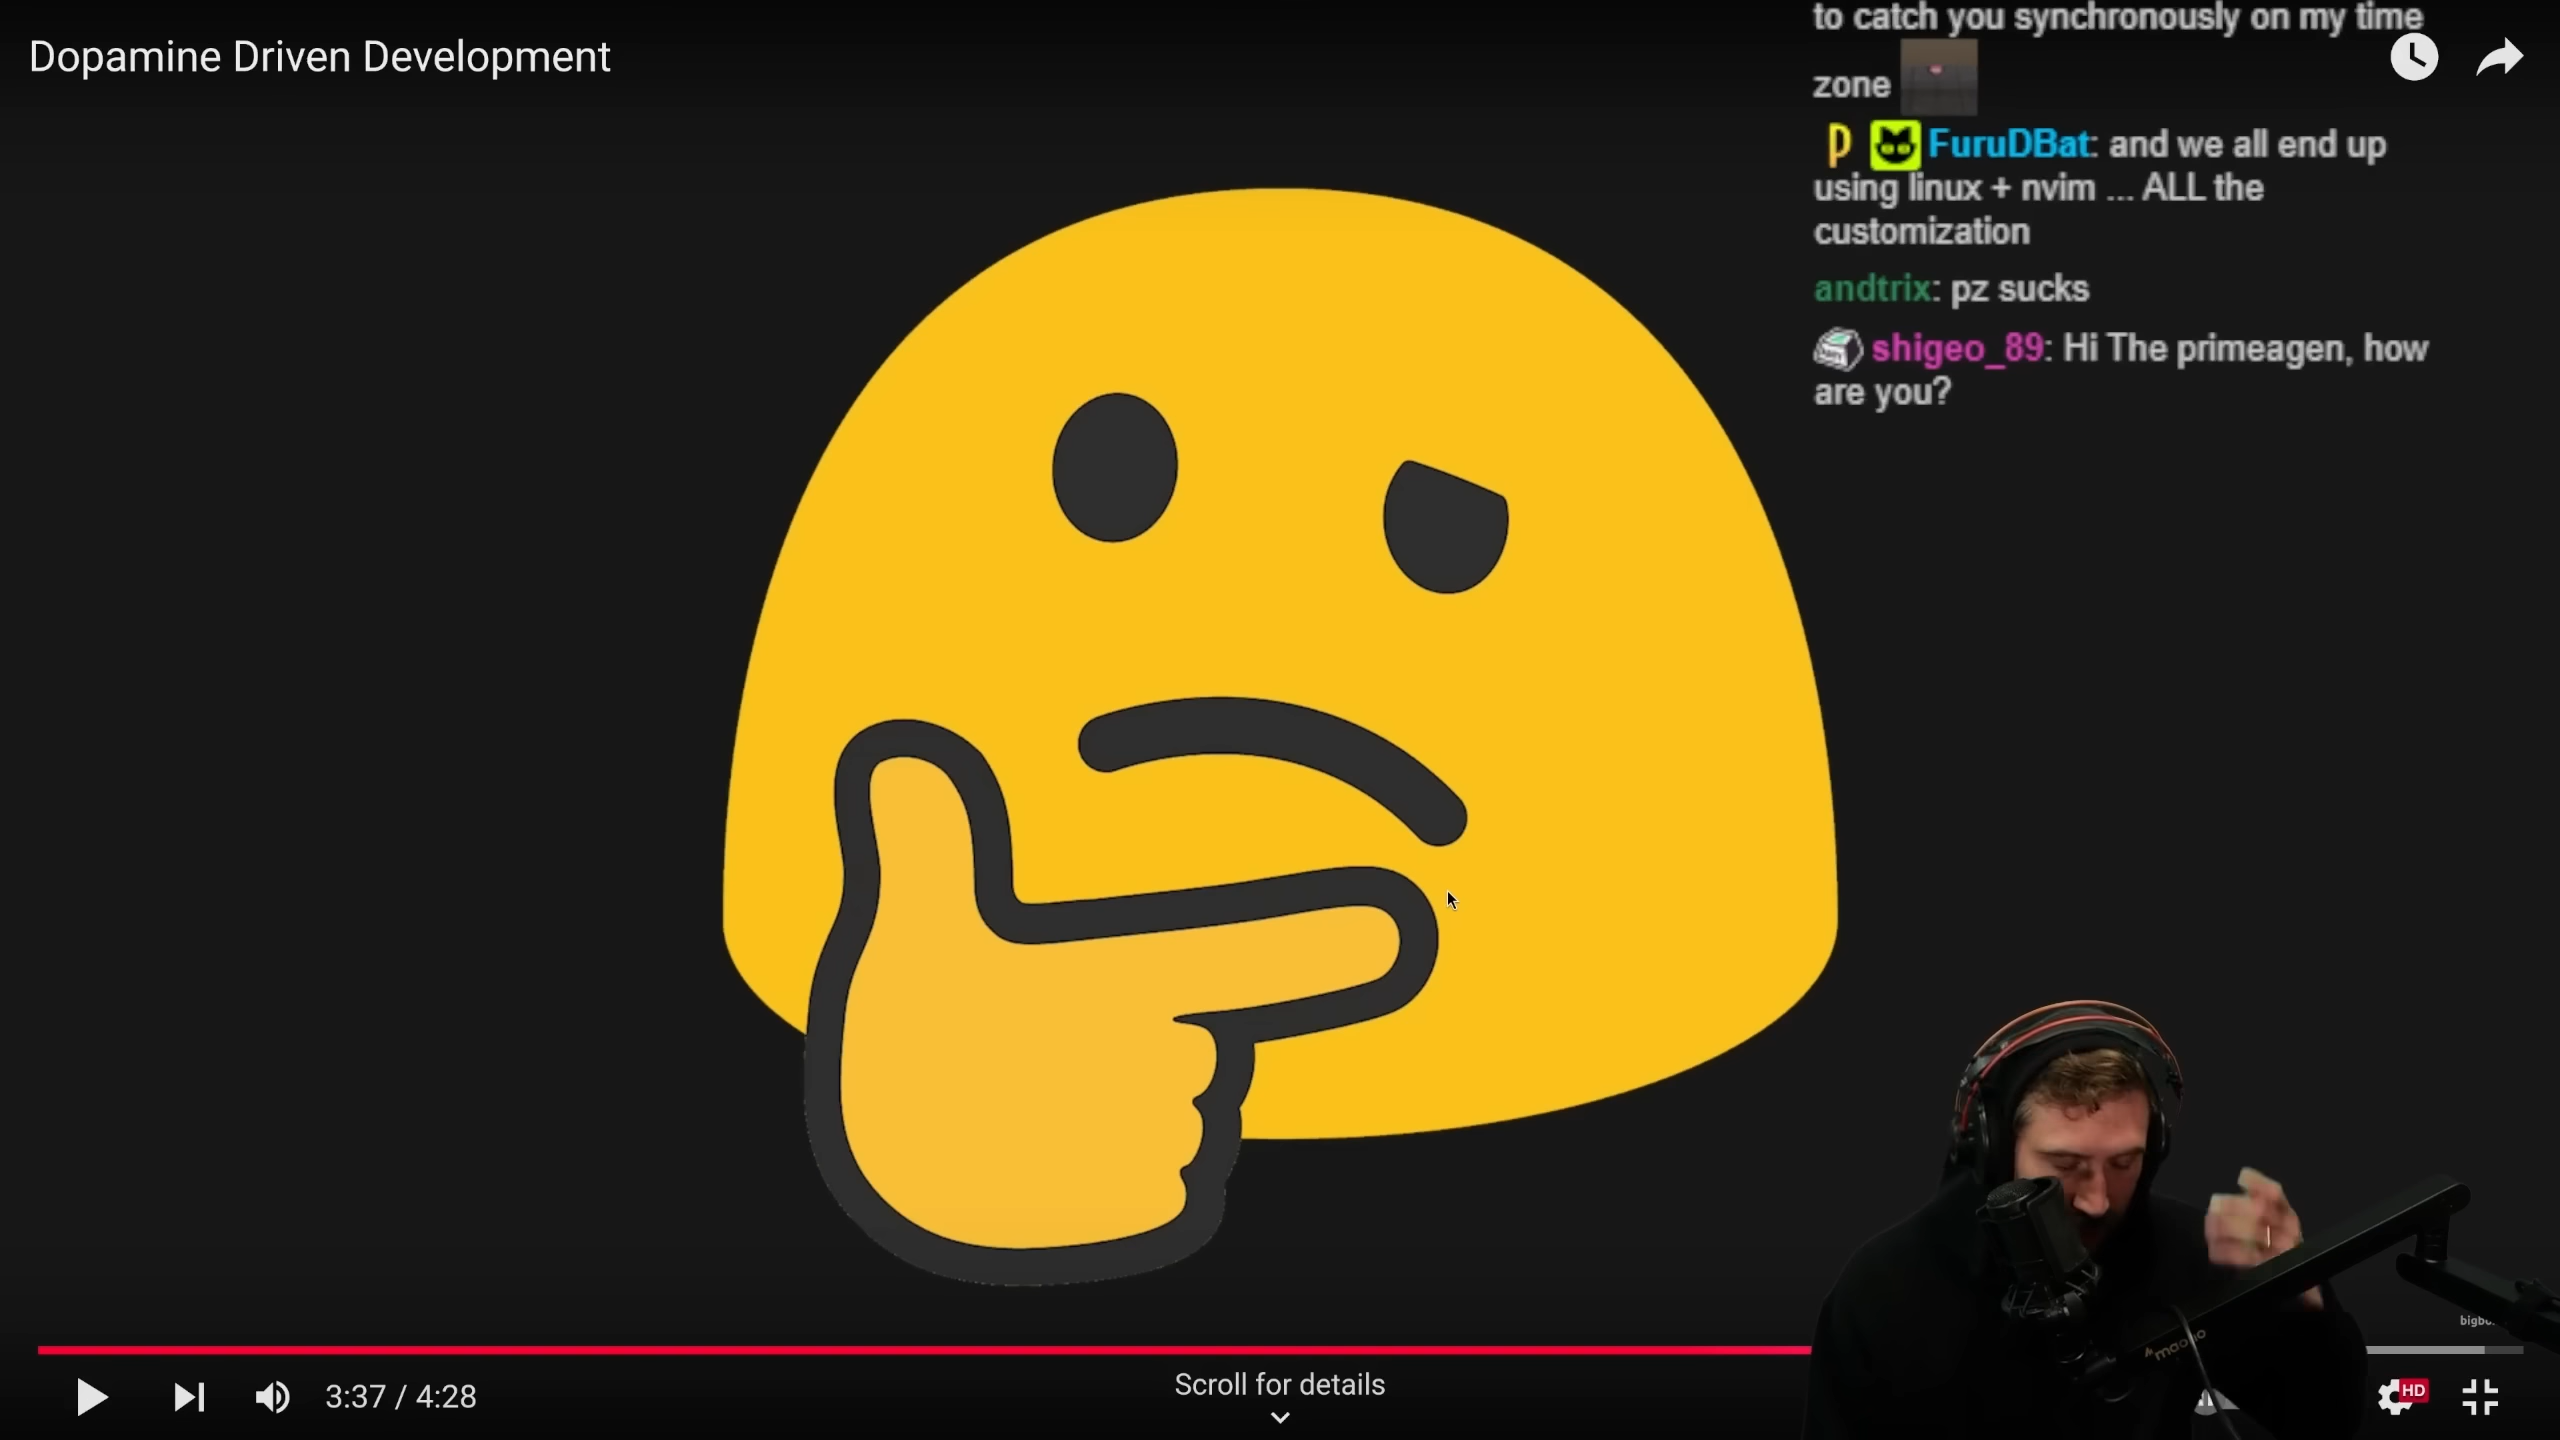 Dopamine Driven Development
to catch you synchronously on my time
zone
FuruDBat: and we all end up
using linux + nvim ... ALL the
customization
andtrix: pz sucks
shigeo_89: Hi The primeagen, how
are you?
maono
3:37 / 4:28
Scroll for details
HD